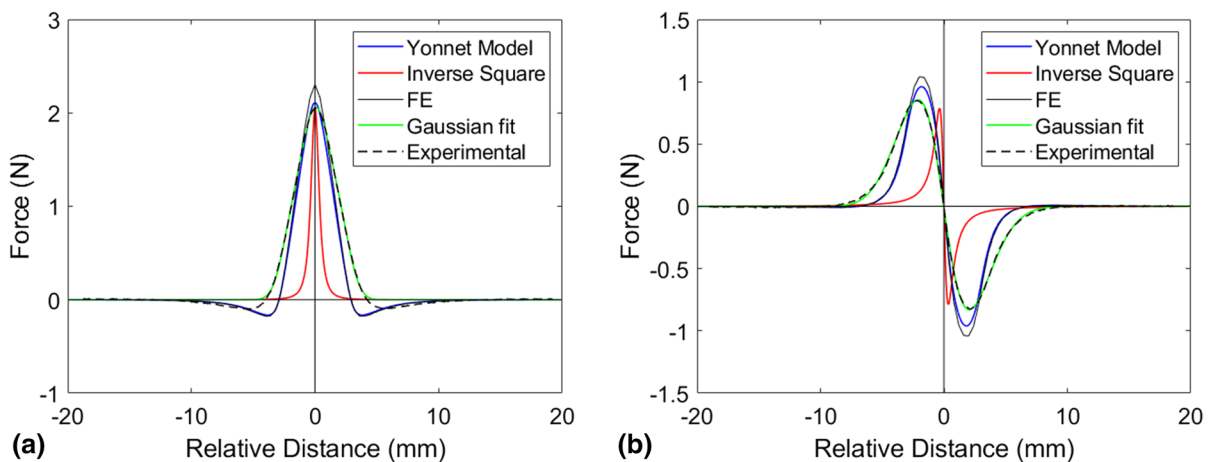 3
2
1
0
-1
Force (N)
-20
-10
0
10
20
Relative Distance (mm)
Yonnet Model
Inverse Square
FE
Gaussian fit
Experimental
(a)
1.5
1
0.5
0
-0.5
-1
-1.5
Force (N)
-20
-10
0
10
20
Relative Distance (mm)
Yonnet Model
Inverse Square
FE
Gaussian fit
Experimental
(b)